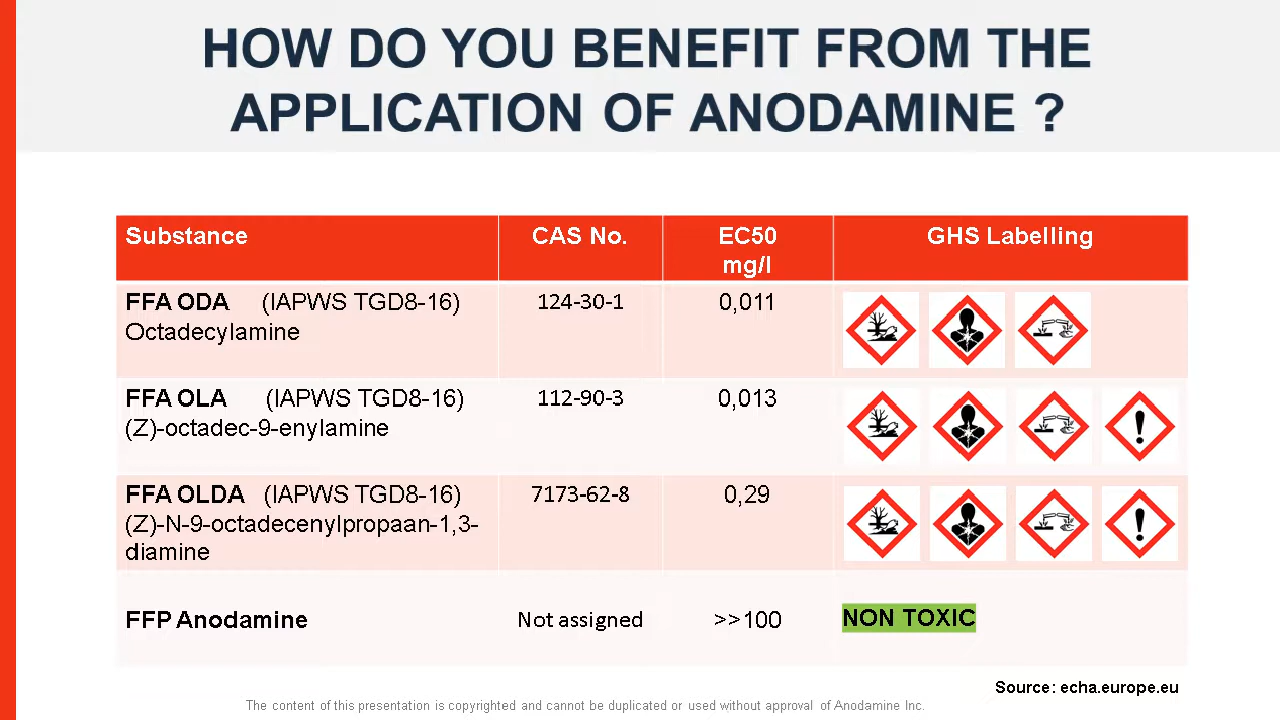 HOW DO YOU BENEFIT FROM THE
APPLICATION OF ANODAMINE ?
Substance CAS No. EC50 GHS Labelling
mg/l
FFA ODA (IAPWS TGD8-16) 124-30-1 0,011
Octadecylamine
FFA OLA (IAPWS TGD8-16) 112-90-3 0,013
(Z)-octadec-9-enylamine
FFA OLDA (IAPWS TGD8-16) 7173-62-8 0,29
(Z)-N-9-octadecenylpropaan-1,3-
diamine
FFP Anodamine Not assigned >>100 NON TOXIC
Source: echa.europe.eu
The content of this presentation is copyrighted and cannot be duplicated or used without approval of Anodamine Inc.